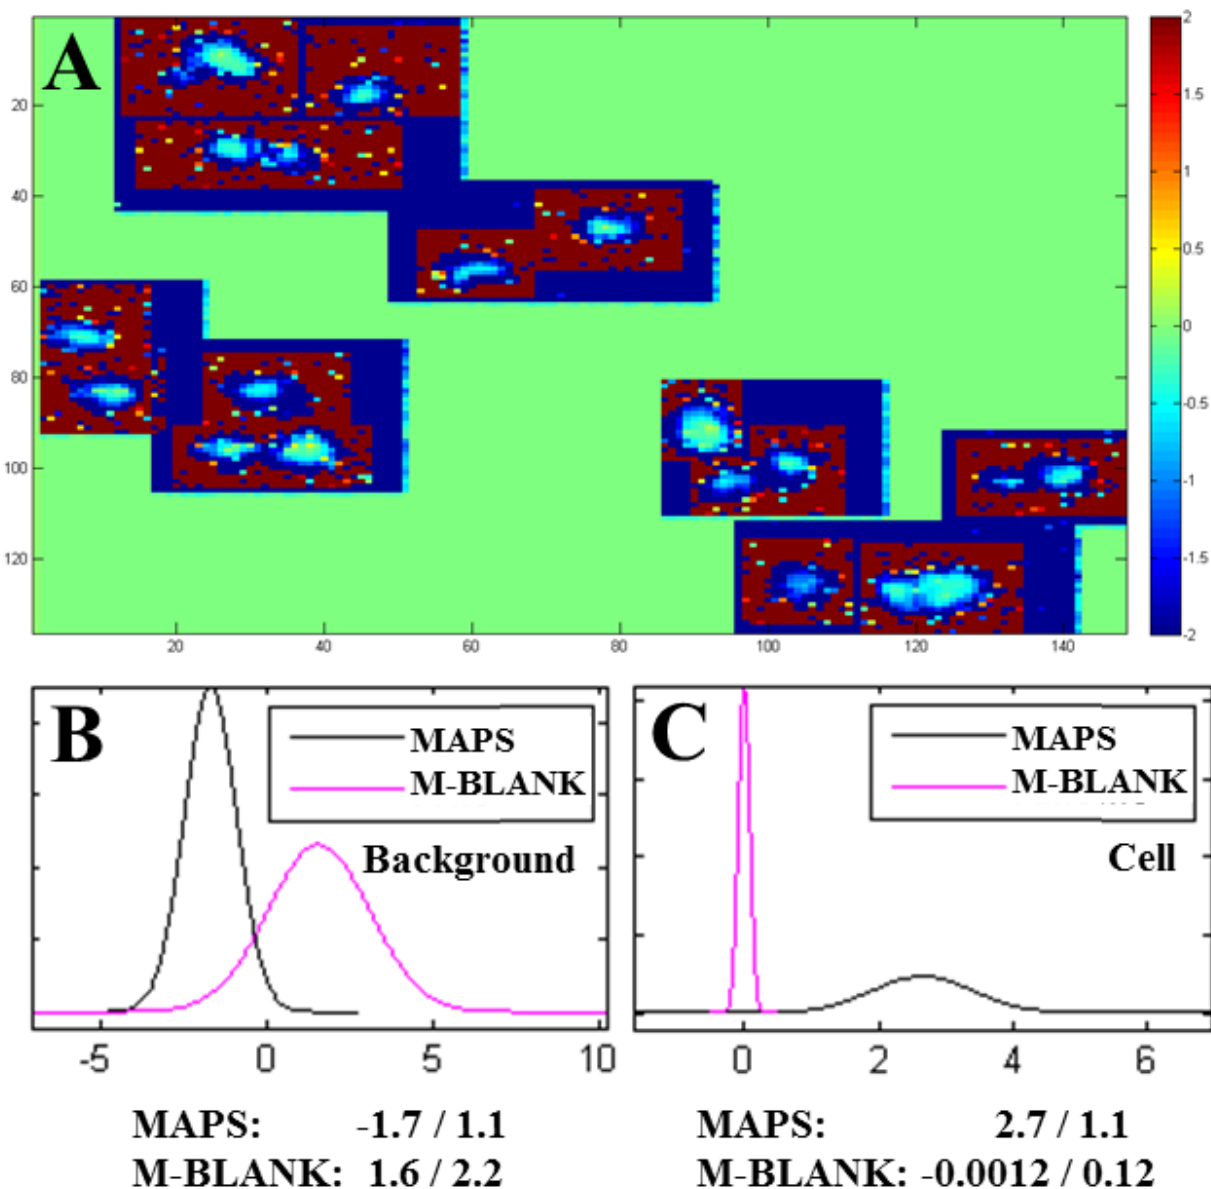 A
20
40
60
80
100
120
20 40 60 80 100 120 140
2
1.5
1
0.5
0
-0.5
-1
-1.5
-2
B
MAPS
M-BLANK
Background
-5 0 5 10
MAPS: -1.7 / 1.1
M-BLANK: 1.6 / 2.2
C
MAPS
M-BLANK
Cell
0 2 4 6
MAPS: 2.7 / 1.1
M-BLANK: -0.0012 / 0.12